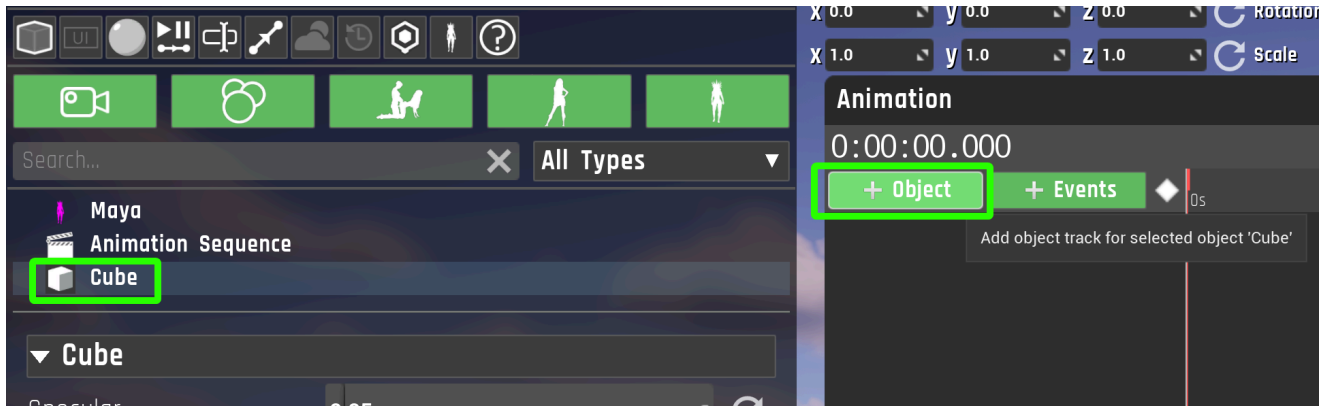 X 0.0 y 0.0 Z 0.0 Rotation
UI
X 1.0 y 1.0 Z 1.0 Scale
Animation
0:00:00.000
Search... All Types
+ Object + Events 0s
Maya
Add object track for selected object 'Cube'
Animation Sequence
Cube
Cube